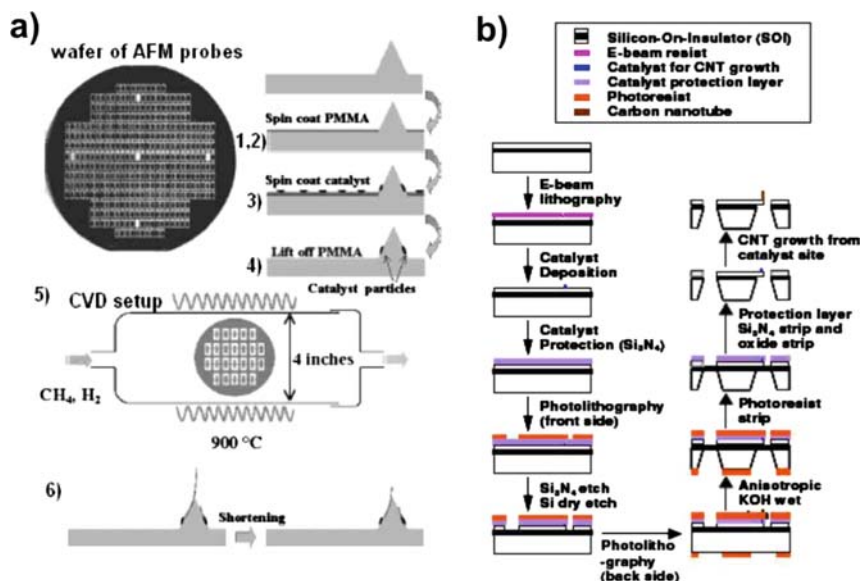 a)
wafer of AFM probes
Spin coat PMMA
1,2)
Spin coat catalyst
3)
Lift off PMMA
4)
Catalyst particles
5)
CVD setup
4 inches
CH₄, H₂
900 °C
6)
Shortening
b)
Silicon-On-Insulator (SOI)
E-beam resist
Catalyst for CNT growth
Catalyst protection layer
Photoresist
Carbon nanotube
E-beam
lithography
Catalyst
Deposition
Catalyst
Protection (Si₃N₄)
Photolithography
(front side)
Si₃N₄ etch
Si dry etch
Photolitho
-graphy
(back side)
Anisotropic
KOH wet
Photoresist
strip
Protection layer
Si₃N₄ strip and
oxide strip
CNT growth from
catalyst site